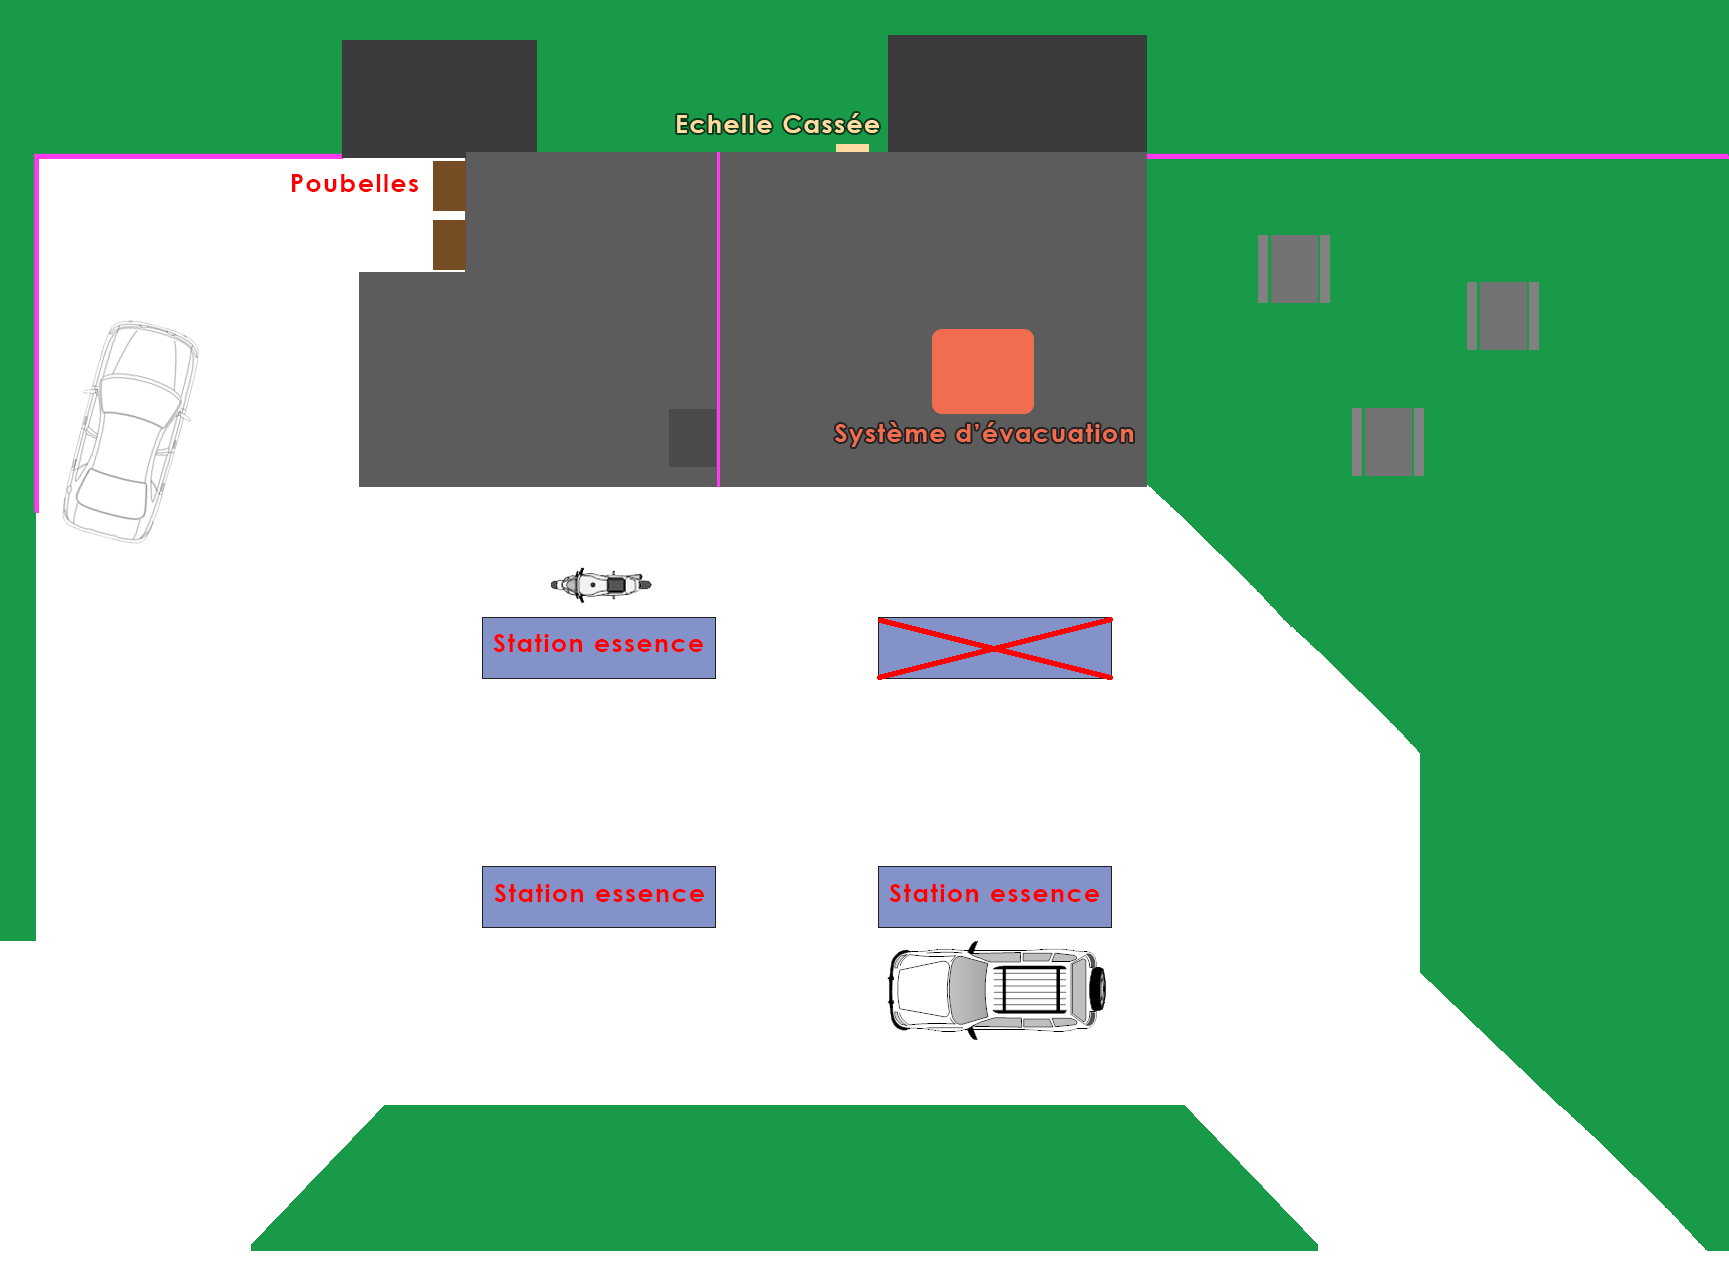 Echelle Cassée
Poubelles
Système d'évacuation
Station essence
Station essence
Station essence